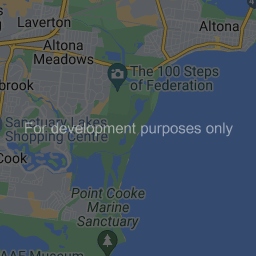 Laverton
Altona
Altona
Meadows
The 100 Steps
of Federation
brook
Sanctuary Lakes
Shopping Centre
For development purposes only
Cook
Point Cooke
Marine
Sanctuary
AAF Museum